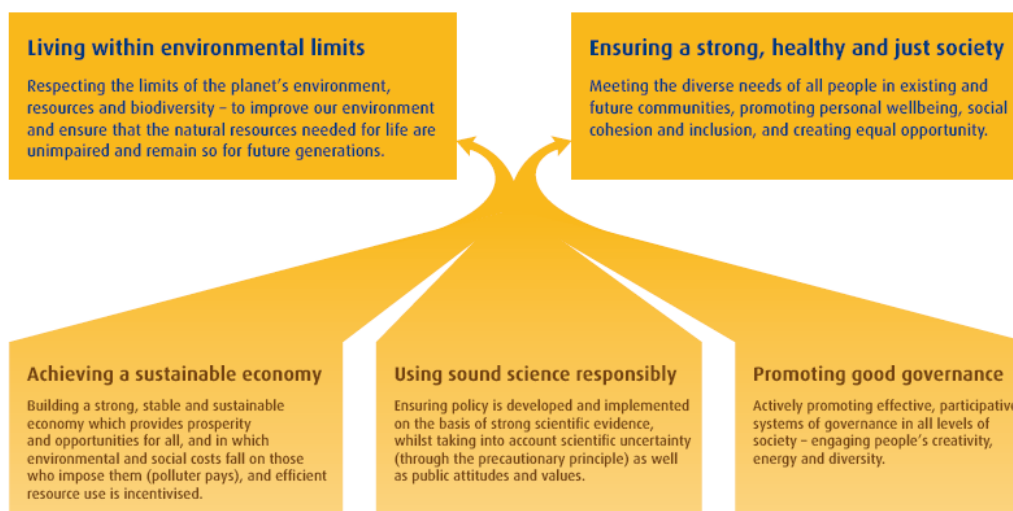 Living within environmental limits
Respecting the limits of the planet's environment,
resources and biodiversity – to improve our environment
and ensure that the natural resources needed for life are
unimpaired and remain so for future generations.
Ensuring a strong, healthy and just society
Meeting the diverse needs of all people in existing and
future communities, promoting personal wellbeing, social
cohesion and inclusion, and creating equal opportunity.
Achieving a sustainable economy
Building a strong, stable and sustainable
economy which provides prosperity
and opportunities for all, and in which
environmental and social costs fall on those
who impose them (polluter pays), and efficient
resource use is incentivised.
Using sound science responsibly
Ensuring policy is developed and implemented
on the basis of strong scientific evidence,
whilst taking into account scientific uncertainty
(through the precautionary principle) as well
as public attitudes and values.
Promoting good governance
Actively promoting effective, participative
systems of governance in all levels of
society – engaging people's creativity,
energy and diversity.